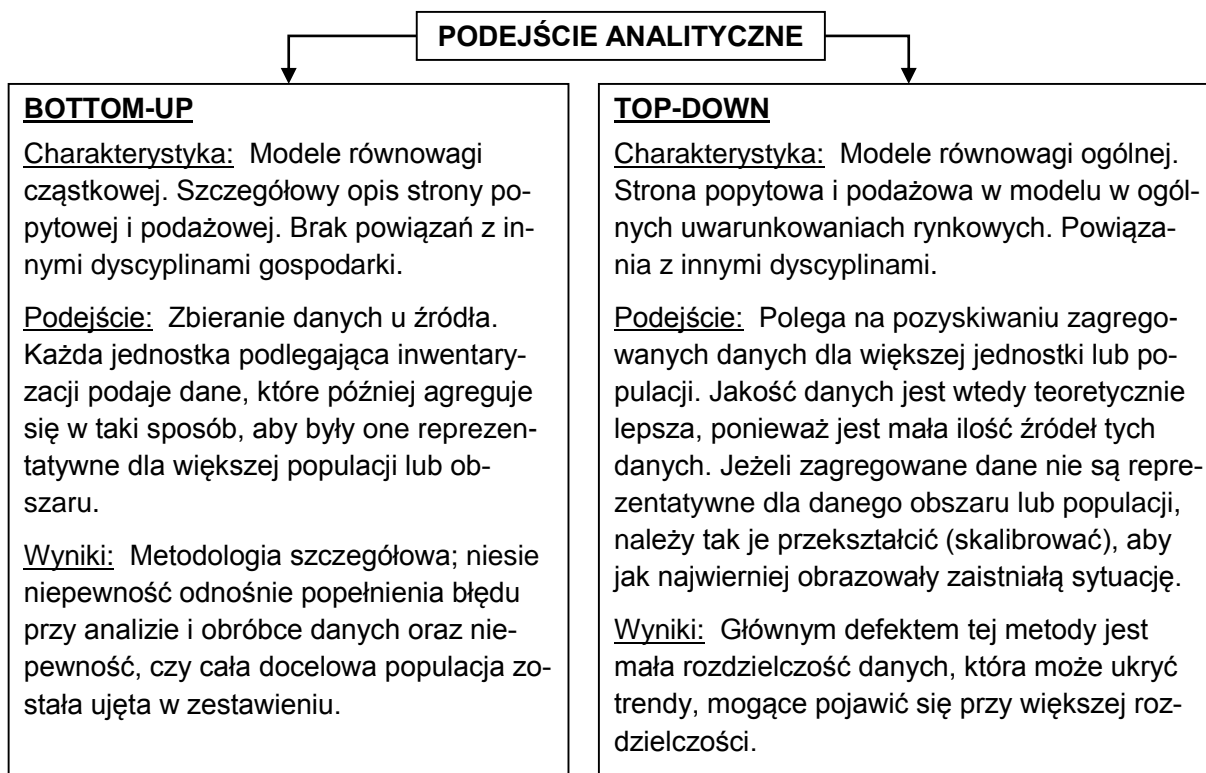 PODEJŚCIE ANALITYCZNE
BOTTOM-UP
Charakterystyka: Modele równowagi
cząstkowej. Szczegółowy opis strony po-
pytowej i podażowej. Brak powiązań z in-
nymi dyscyplinami gospodarki.
Podejście: Zbieranie danych u źródła.
Każda jednostka podlegająca inwentary-
zacji podaje dane, które później agreguje
się w taki sposób, aby były one reprezen-
tatywne dla większej populacji lub ob-
szaru.
Wyniki: Metodologia szczegółowa; niesie
niepewność odnośnie popełnienia błędu
przy analizie i obróbce danych oraz nie-
pewność, czy cała docelowa populacja zo-
stała ujęta w zestawieniu.
TOP-DOWN
Charakterystyka: Modele równowagi ogólnej.
Strona popytowa i podażowa w modelu w ogól-
nych uwarunkowaniach rynkowych. Powiąza-
nia z innymi dyscyplinami.
Podejście: Polega na pozyskiwaniu zagrego-
wanych danych dla większej jednostki lub po-
pulacji. Jakość danych jest wtedy teoretycznie
lepsza, ponieważ jest mała ilość źródeł tych
danych. Jeżeli zagregowane dane nie są repre-
zentatywne dla danego obszaru lub populacji,
należy tak je przekształcić (skalibrować), aby
jak najwierniej obrazowały zaistniałą sytuację.
Wyniki: Głównym defektem tej metody jest
mała rozdzielczość danych, która może ukryć
trendy, mogące pojawić się przy większej roz-
dzielczości.